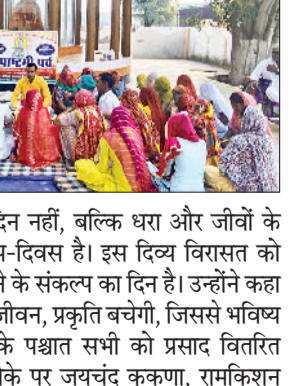 पाष्टगी पर्व
दिन नहीं, बल्कि धरा और जीवों के
-दिवस है। इस दिव्य विरासत को
ने के संकल्प का दिन है। उन्होंने कहा
जीवन, प्रकृति बचेगी, जिससे भविष्य
के पश्चात सभी को प्रसाद वितरित
के पर जयचंद ककणा, रामकिशन